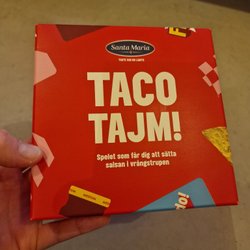 Santa Maria
TACO
TAJM!
Spelet som får dig att sätta
salsan i vrångstrupen